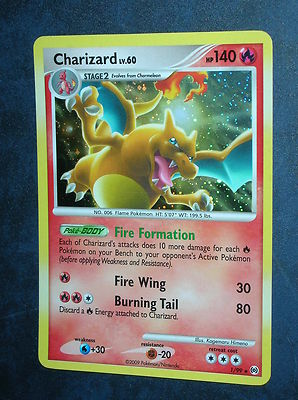 Charizard LV.60
HP 140
STAGE2 Evolves from Charmeleon
NO. 006 Flame Pokémon HT: 5'07" WT: 199.5 lbs.
Poké-BODY Fire Formation
Each of Charizard's attacks does 10 more damage for each
Pokémon on your Bench to your opponent's Active Pokémon
(before applying Weakness and Resistance).
Fire Wing 30
Burning Tail 80
Discard a Energy attached to Charizard.
Illus. Kagemaru Himeno
weakness resistance retreat cost
+30 -20
©2009 Pokémon/Nintendo 1/99